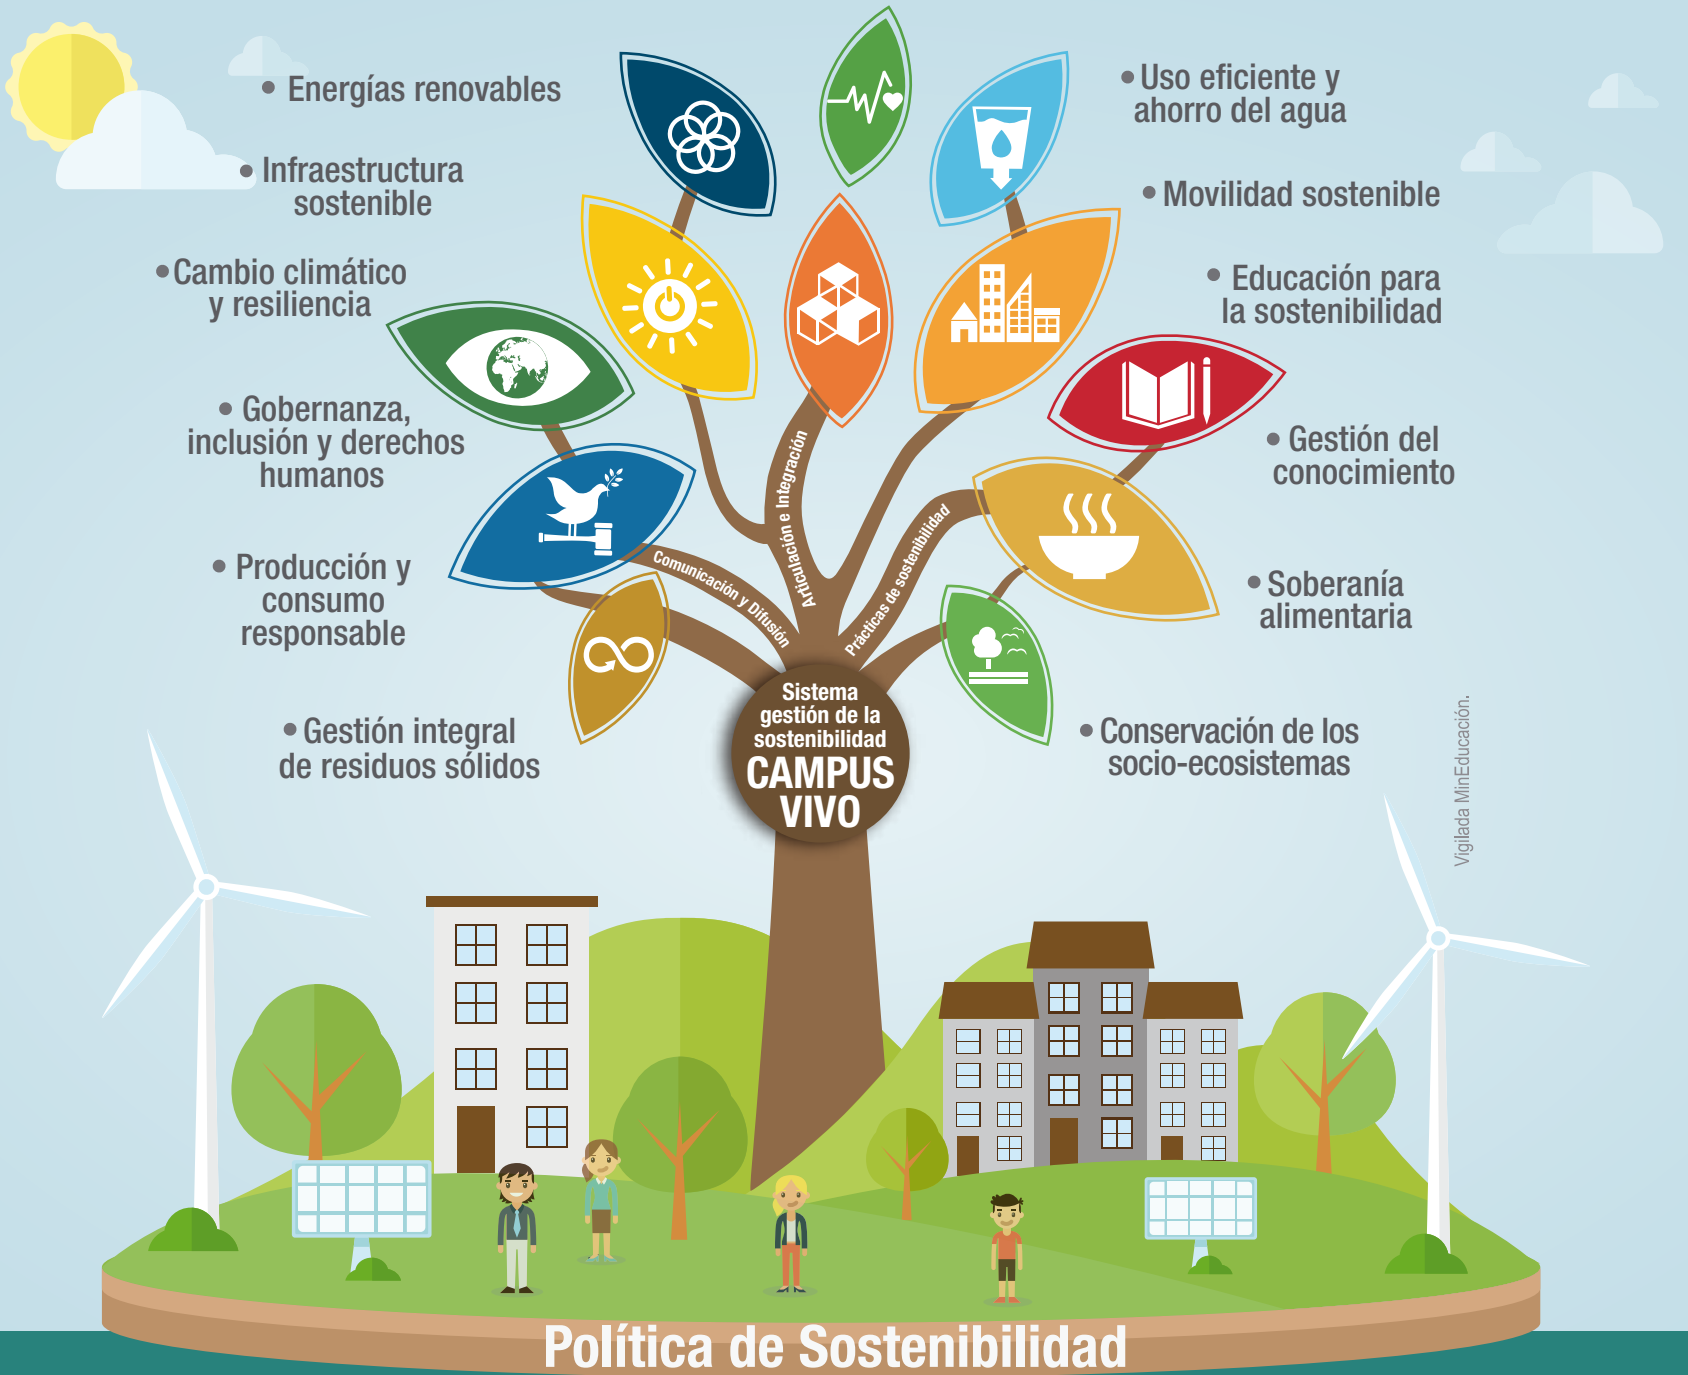 • Energías renovables
• Infraestructura
sostenible
• Cambio climático
y resiliencia
• Gobernanza,
inclusión y derechos
humanos
• Producción y
consumo
responsable
• Gestión integral
de residuos sólidos
• Uso eficiente y
ahorro del agua
• Movilidad sostenible
• Educación para
la sostenibilidad
• Gestión del
conocimiento
• Soberanía
alimentaria
• Conservación de los
socio-ecosistemas
Comunicación y Difusión
Articulación e Integración
Prácticas de sostenibilidad
Sistema
gestión de la
sostenibilidad
CAMPUS
VIVO
Vigilada MinEducación.
Política de Sostenibilidad